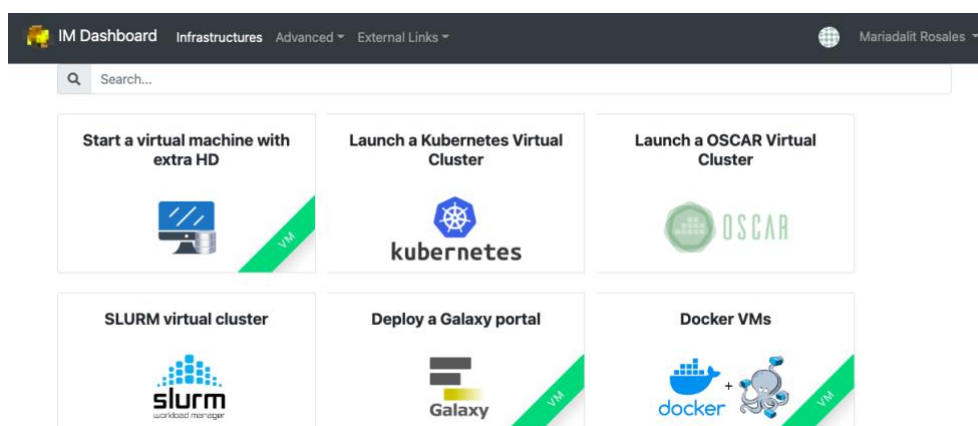 IM Dashboard Infrastructures Advanced External Links Mariadalit Rosales
Search...
Start a virtual machine with
extra HD
VM
Launch a Kubernetes Virtual
Cluster
kubernetes
Launch a OSCAR Virtual
Cluster
OSCAR
SLURM virtual cluster
slurm
workload manager
Deploy a Galaxy portal
Galaxy
VM
Docker VMs
docker
+
VM